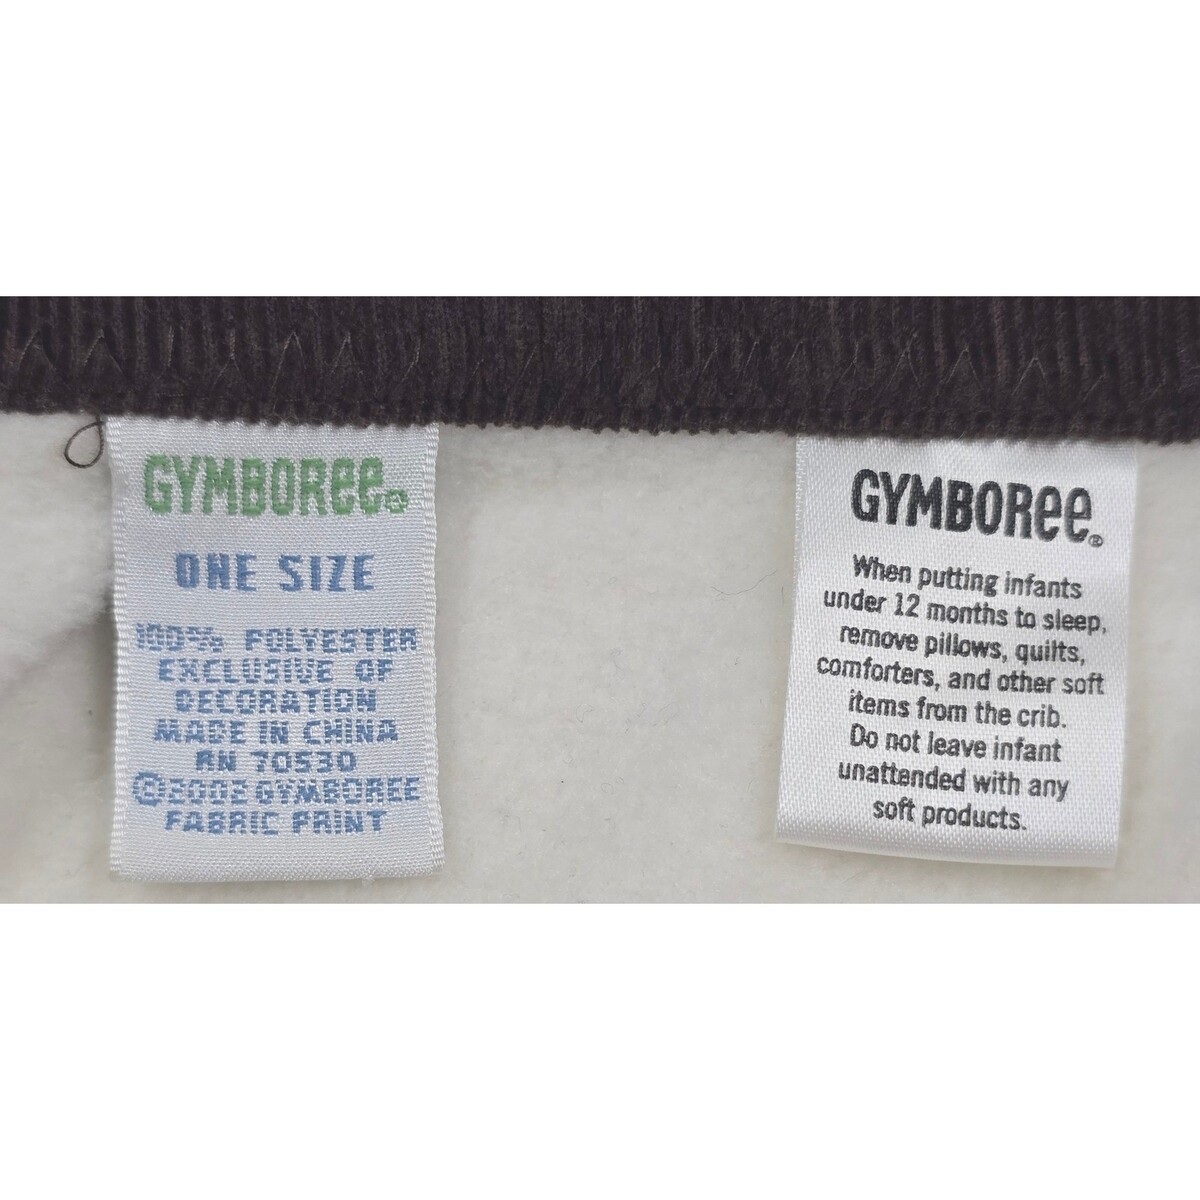 GYMBOREE®
ONE SIZE
100% POLYESTER
EXCLUSIVE OF
DECORATION
MADE IN CHINA
RN 70530
©2002 GYMBOREE
FABRIC PRINT
GYMBOREE®
When putting infants
under 12 months to sleep,
remove pillows, quilts,
comforters, and other soft
items from the crib.
Do not leave infant
unattended with any
soft products.